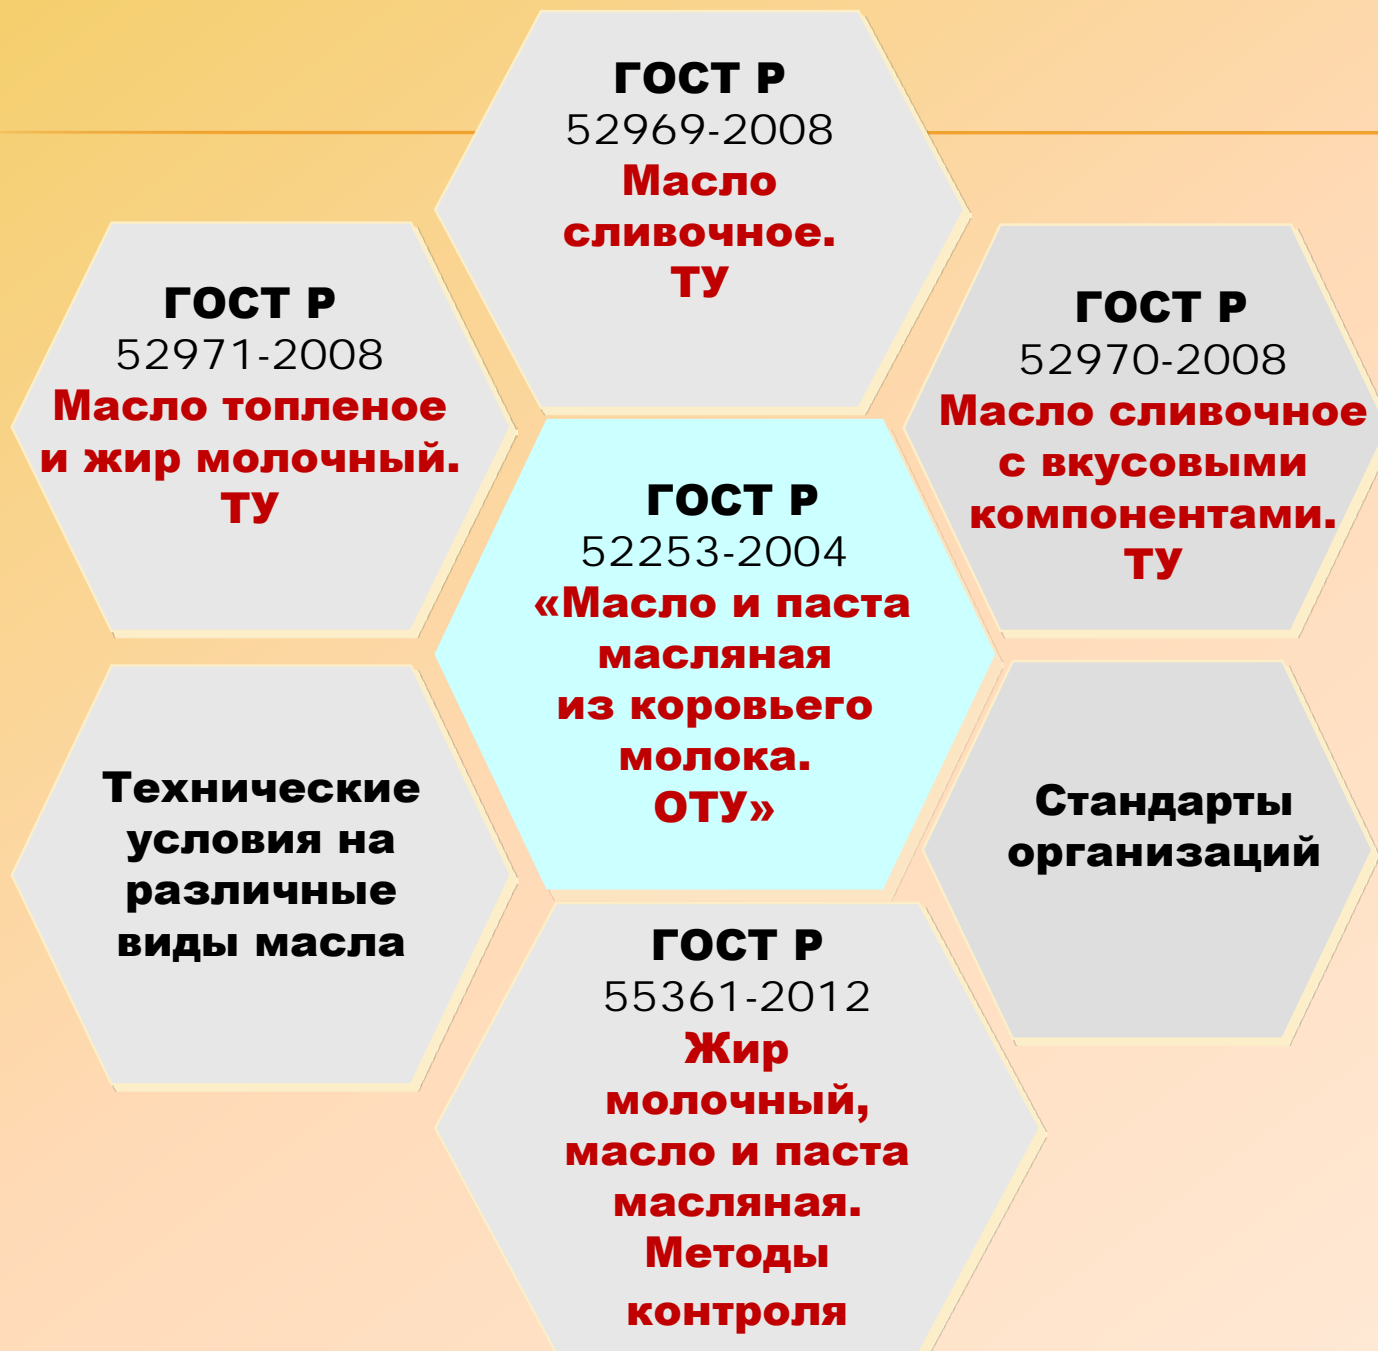 ГОСТ Р
52969-2008
Масло
сливочное.
ТУ
ГОСТ Р
52971-2008
Масло топленое
и жир молочный.
ТУ
ГОСТ Р
52970-2008
Масло сливочное
с вкусовыми
компонентами.
ТУ
ГОСТ Р
52253-2004
«Масло и паста
масляная
из коровьего
молока.
ОТУ»
Технические
условия на
различные
виды масла
Стандарты
организаций
ГОСТ Р
55361-2012
Жир
молочный,
масло и паста
масляная.
Методы
контроля